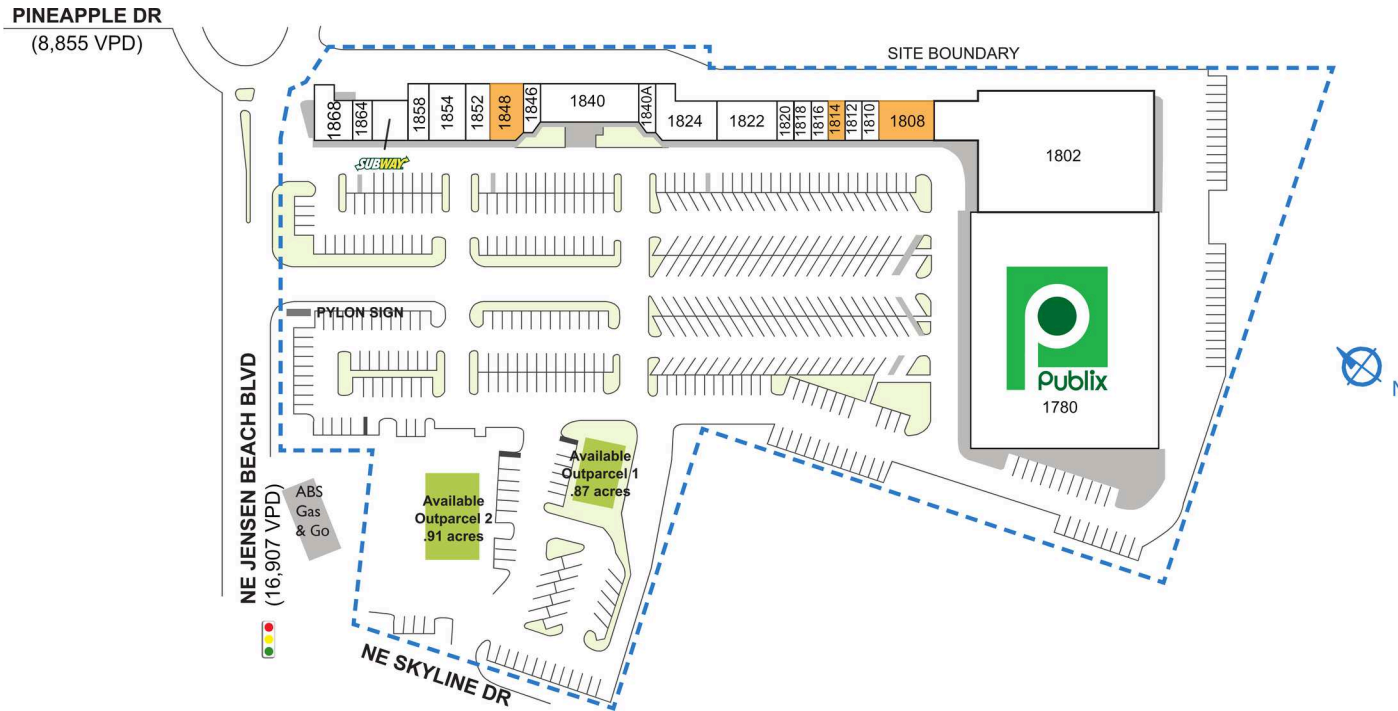 PINEAPPLE DR
(8,855 VPD)
SITE BOUNDARY
1868
1864
SUBWAY
1858
1854
1852
1848
1846
1840
1840A
1824
1822
1820
1818
1816
1814
1812
1810
1808
1802
PYLON SIGN
Publix
1780
N
NE JENSEN BEACH BLVD
(16,907 VPD)
ABS
Gas
& Go
Available
Outparcel 2
.91 acres
Available
Outparcel 1
.87 acres
NE SKYLINE DR